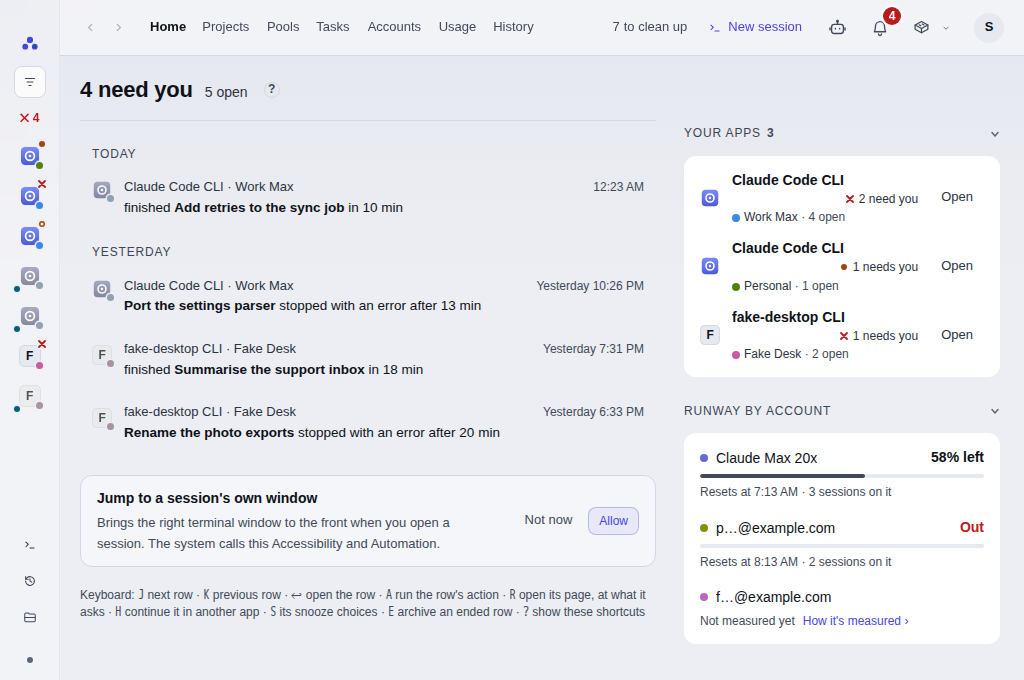 Home Projects Pools Tasks Accounts Usage History 7 to clean up New session 4 S
4
F
F
4 need you 5 open ?
TODAY
Claude Code CLI · Work Max 12:23 AM
finished Add retries to the sync job in 10 min
YESTERDAY
Claude Code CLI · Work Max Yesterday 10:26 PM
Port the settings parser stopped with an error after 13 min
F
fake-desktop CLI · Fake Desk Yesterday 7:31 PM
finished Summarise the support inbox in 18 min
F
fake-desktop CLI · Fake Desk Yesterday 6:33 PM
Rename the photo exports stopped with an error after 20 min
Jump to a session's own window
Brings the right terminal window to the front when you open a
session. The system calls this Accessibility and Automation.
Not now Allow
Keyboard: J next row · K previous row · ↩ open the row · A run the row's action · R open its page, at what it
asks · H continue it in another app · S its snooze choices · E archive an ended row · ? show these shortcuts
YOUR APPS 3
Claude Code CLI
2 need you Open
Work Max · 4 open
Claude Code CLI
1 needs you Open
Personal · 1 open
F
fake-desktop CLI
1 needs you Open
Fake Desk · 2 open
RUNWAY BY ACCOUNT
Claude Max 20x 58% left
Resets at 7:13 AM · 3 sessions on it
p…@example.com Out
Resets at 8:13 AM · 2 sessions on it
f…@example.com
Not measured yet How it's measured ›